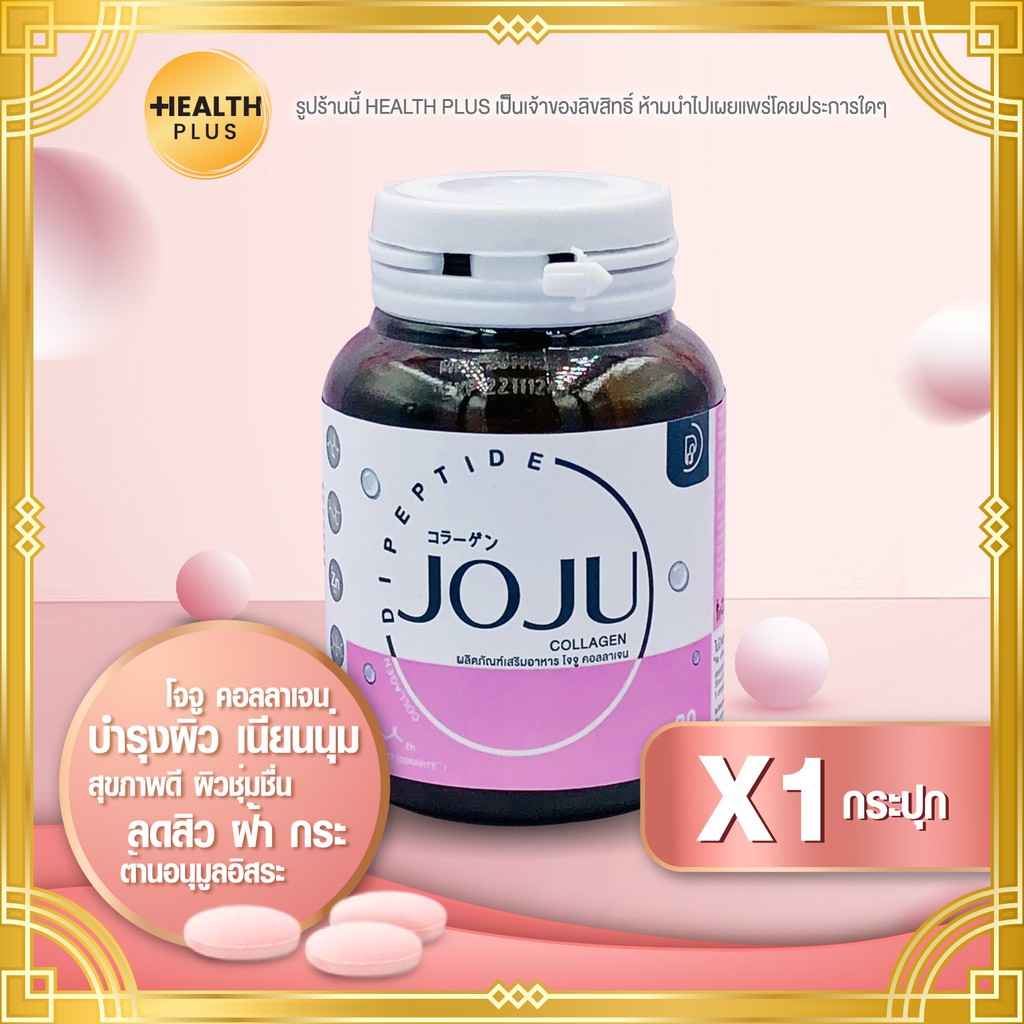 HEALTH
PLUS
รูปร้านนี้ HEALTH PLUS เป็นเจ้าของลิขสิทธิ์ ห้ามนำไปเผยแพร่โดยประการใดๆ
DIPEPTIDE
コラーゲン
JOJU
COLLAGEN
ผลิตภัณฑ์เสริมอาหาร โจจู คอลลาเจน
COLLAGEN
Zn
โจจู คอลลาเจน
บำรุงผิว เนียนนุ่ม
สุขภาพดี ผิวชุ่มชื่น
ลดสิว ฝ้า กระ
ต้านอนุมูลอิสระ
X1 กระปุก